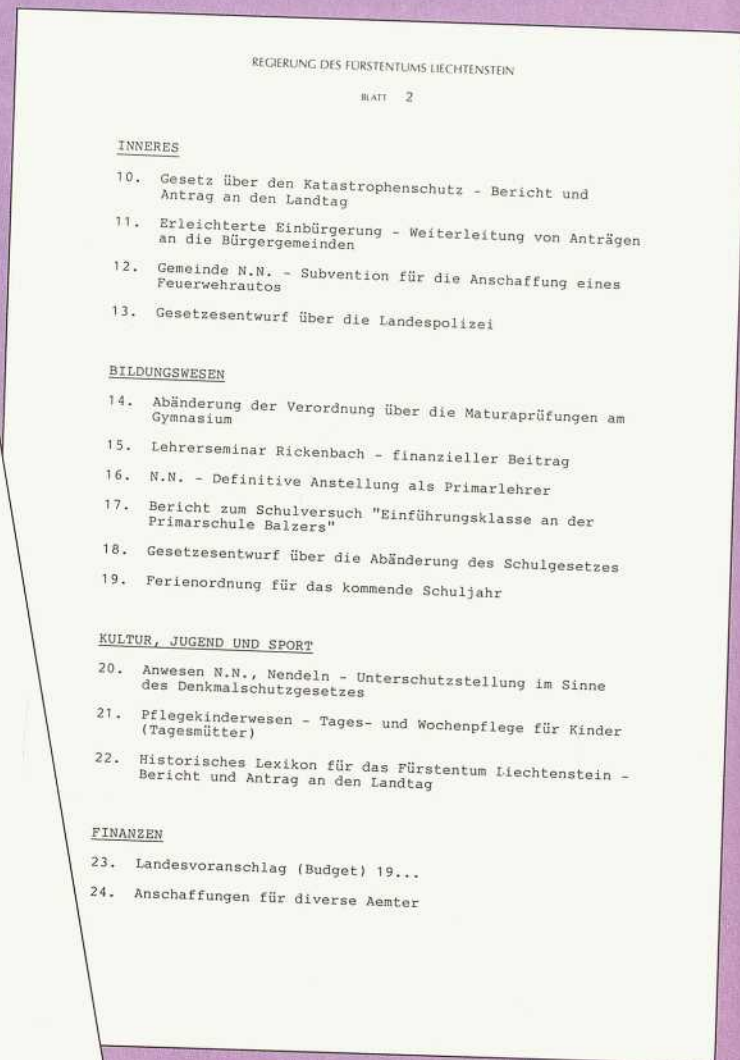 REGIERUNG DES FÜRSTENTUMS LIECHTENSTEIN
BLATT 2
INNERES
10. Gesetz über den Katastrophenschutz - Bericht und
Antrag an den Landtag
11. Erleichterte Einbürgerung - Weiterleitung von Anträgen
an die Bürgergemeinden
12. Gemeinde N.N. - Subvention für die Anschaffung eines
Feuerwehrautos
13. Gesetzesentwurf über die Landespolizei
BILDUNGSWESEN
14. Abänderung der Verordnung über die Maturaprüfungen am
Gymnasium
15. Lehrerseminar Rickenbach - finanzieller Beitrag
16. N.N. - Definitive Anstellung als Primarlehrer
17. Bericht zum Schulversuch "Einführungsklasse an der
Primarschule Balzers"
18. Gesetzesentwurf über die Abänderung des Schulgesetzes
19. Ferienordnung für das kommende Schuljahr
KULTUR, JUGEND UND SPORT
20. Anwesen N.N., Nendeln - Unterschutzstellung im Sinne
des Denkmalschutzgesetzes
21. Pflegekinderwesen - Tages- und Wochenpflege für Kinder
(Tagesmütter)
22. Historisches Lexikon für das Fürstentum Liechtenstein -
Bericht und Antrag an den Landtag
FINANZEN
23. Landesvoranschlag (Budget) 19...
24. Anschaffungen für diverse Aemter